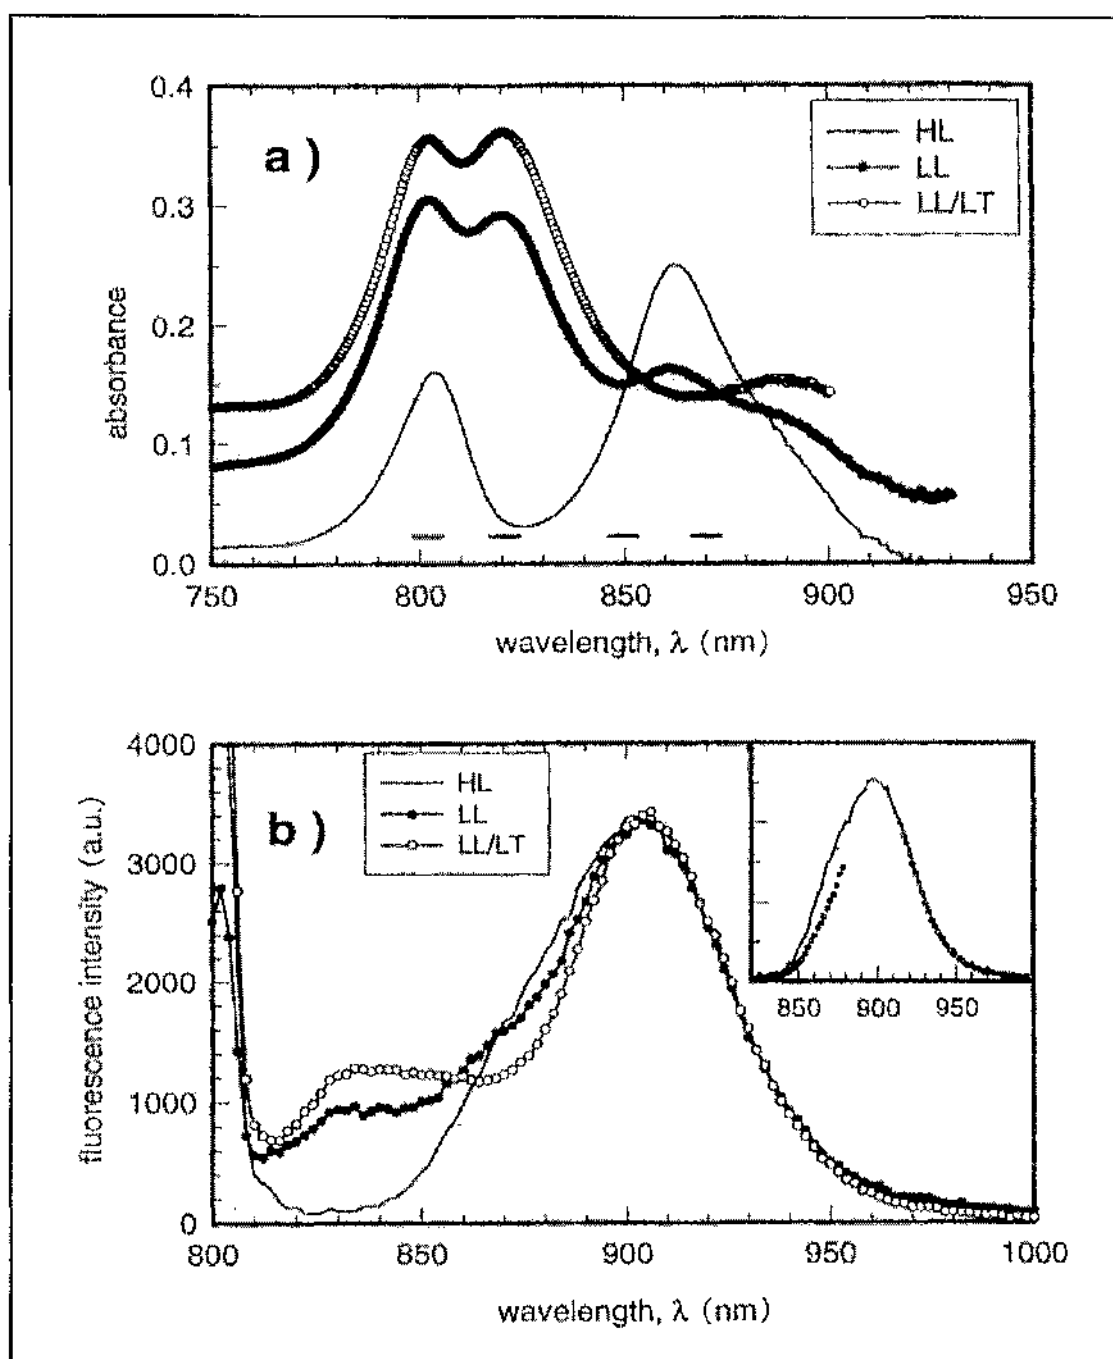 0.4
a )
HL
LL
LL/LT
0.3
0.2
0.1
0.0
absorbance
750
800
850
900
950
wavelength, λ (nm)
4000
b )
HL
LL
LL/LT
3000
2000
1000
0
fluorescence intensity (a.u.)
850
900
950
800
850
900
950
1000
wavelength, λ (nm)